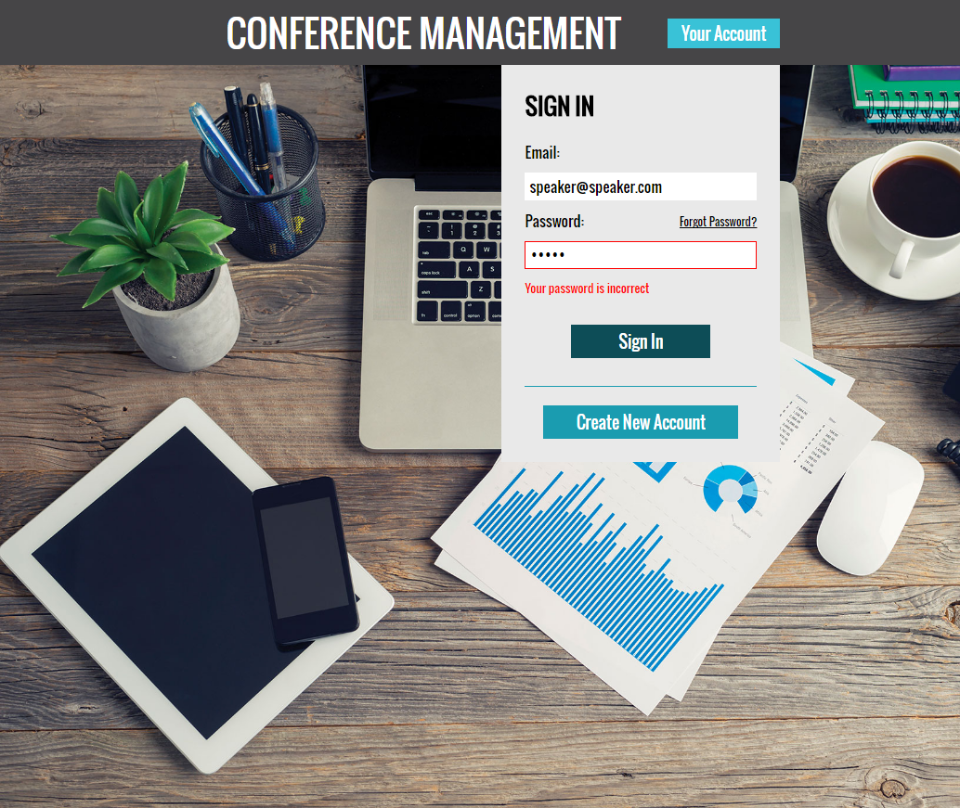 CONFERENCE MANAGEMENT
Your Account
SIGN IN
Email:
speaker@speaker.com
Password:
Forgot Password?
•••••
Your password is incorrect
Sign In
Create New Account